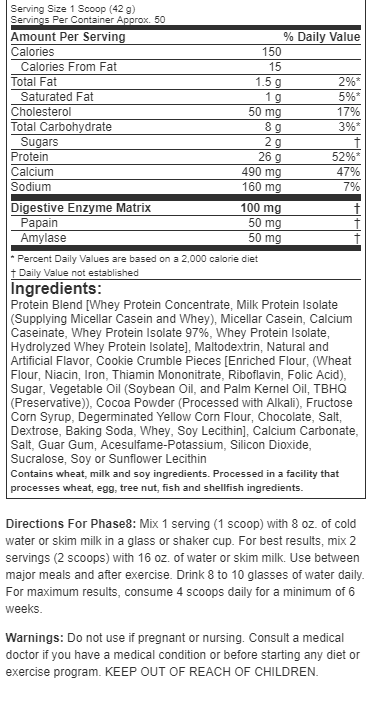 Serving Size 1 Scoop (42 g)
Servings Per Container Approx. 50
Amount Per Serving % Daily Value
Calories 150
Calories From Fat 15
Total Fat 1.5 g 2%*
Saturated Fat 1 g 5%*
Cholesterol 50 mg 17%
Total Carbohydrate 8 g 3%*
Sugars 2 g †
Protein 26 g 52%*
Calcium 490 mg 47%
Sodium 160 mg 7%
Digestive Enzyme Matrix 100 mg †
Papain 50 mg †
Amylase 50 mg †
* Percent Daily Values are based on a 2,000 calorie diet
† Daily Value not established
Ingredients:
Protein Blend [Whey Protein Concentrate, Milk Protein Isolate
(Supplying Micellar Casein and Whey), Micellar Casein, Calcium
Caseinate, Whey Protein Isolate 97%, Whey Protein Isolate,
Hydrolyzed Whey Protein Isolate], Maltodextrin, Natural and
Artificial Flavor, Cookie Crumble Pieces [Enriched Flour, (Wheat
Flour, Niacin, Iron, Thiamin Mononitrate, Riboflavin, Folic Acid),
Sugar, Vegetable Oil (Soybean Oil, and Palm Kernel Oil, TBHQ
(Preservative)), Cocoa Powder (Processed with Alkali), Fructose
Corn Syrup, Degerminated Yellow Corn Flour, Chocolate, Salt,
Dextrose, Baking Soda, Whey, Soy Lecithin], Calcium Carbonate,
Salt, Guar Gum, Acesulfame-Potassium, Silicon Dioxide,
Sucralose, Soy or Sunflower Lecithin
Contains wheat, milk and soy ingredients. Processed in a facility that
processes wheat, egg, tree nut, fish and shellfish ingredients.
Directions For Phase8: Mix 1 serving (1 scoop) with 8 oz. of cold
water or skim milk in a glass or shaker cup. For best results, mix 2
servings (2 scoops) with 16 oz. of water or skim milk. Use between
major meals and after exercise. Drink 8 to 10 glasses of water daily.
For maximum results, consume 4 scoops daily for a minimum of 6
weeks.
Warnings: Do not use if pregnant or nursing. Consult a medical
doctor if you have a medical condition or before starting any diet or
exercise program. KEEP OUT OF REACH OF CHILDREN.